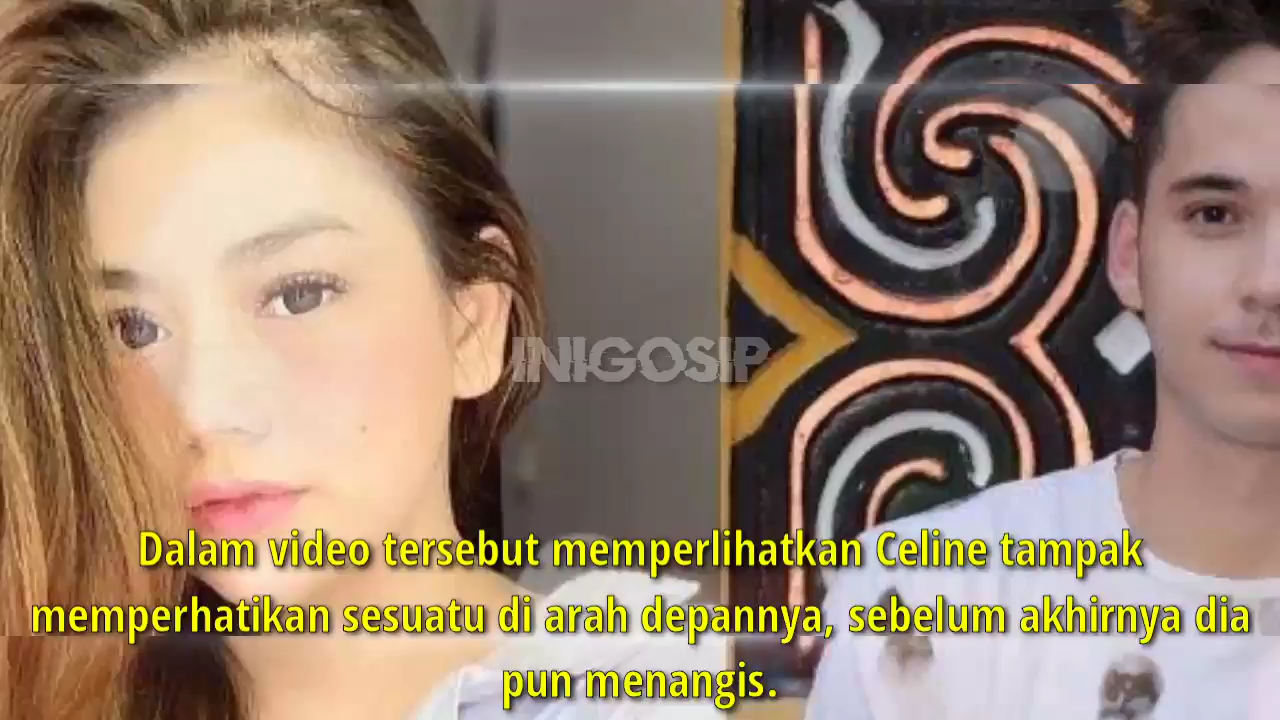 INIGOSIP
Dalam video tersebut memperlihatkan Celine tampak
memperhatikan sesuatu di arah depannya, sebelum akhirnya dia
pun menangis.